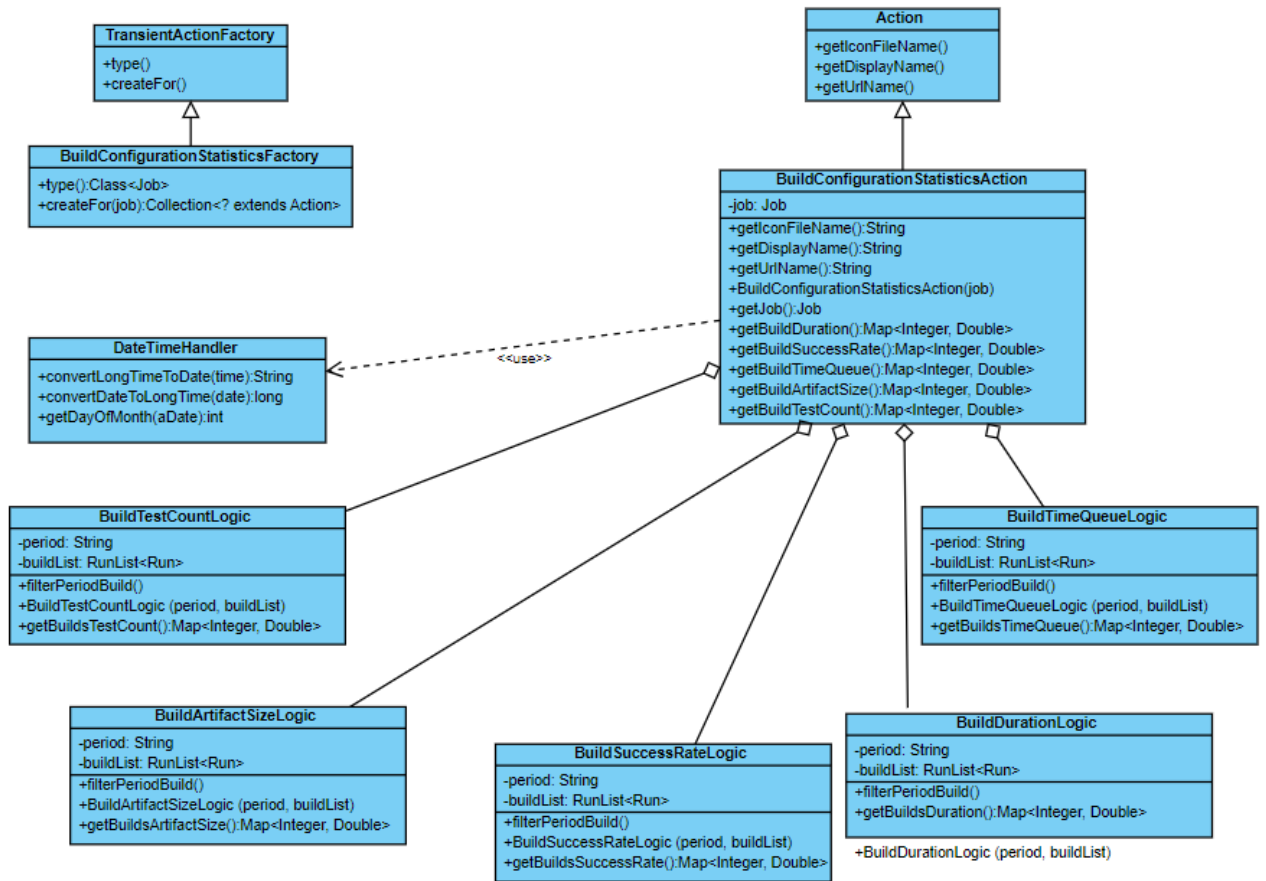 TransientActionFactory
+type()
+createFor()
Action
+getIconFileName()
+getDisplayName()
+getUrlName()
BuildConfigurationStatisticsFactory
+type():Class<Job>
+createFor(job):Collection<? extends Action>
BuildConfigurationStatisticsAction
-job: Job
+getIconFileName():String
+getDisplayName():String
+getUrlName():String
+BuildConfigurationStatisticsAction(job)
+getJob():Job
+getBuildDuration():Map<Integer, Double>
+getBuildSuccessRate():Map<Integer, Double>
+getBuildTimeQueue():Map<Integer, Double>
+getBuildArtifactSize():Map<Integer, Double>
+getBuildTestCount():Map<Integer, Double>
DateTimeHandler
+convertLongTimeToDate(time):String
+convertDateToLongTime(date):long
+getDayOfMonth(aDate):int
<<use>>
BuildTestCountLogic
-period: String
-buildList: RunList<Run>
+filterPeriodBuild()
+BuildTestCountLogic (period, buildList)
+getBuildsTestCount():Map<Integer, Double>
BuildTimeQueueLogic
-period: String
-buildList: RunList<Run>
+filterPeriodBuild()
+BuildTimeQueueLogic (period, buildList)
+getBuildsTimeQueue():Map<Integer, Double>
BuildArtifactSizeLogic
-period: String
-buildList: RunList<Run>
+filterPeriodBuild()
+BuildArtifactSizeLogic (period, buildList)
+getBuildsArtifactSize():Map<Integer, Double>
BuildSuccessRateLogic
-period: String
-buildList: RunList<Run>
+filterPeriodBuild()
+BuildSuccessRateLogic (period, buildList)
+getBuildsSuccessRate():Map<Integer, Double>
BuildDurationLogic
-period: String
-buildList: RunList<Run>
+filterPeriodBuild()
+getBuildsDuration():Map<Integer, Double>
+BuildDurationLogic (period, buildList)